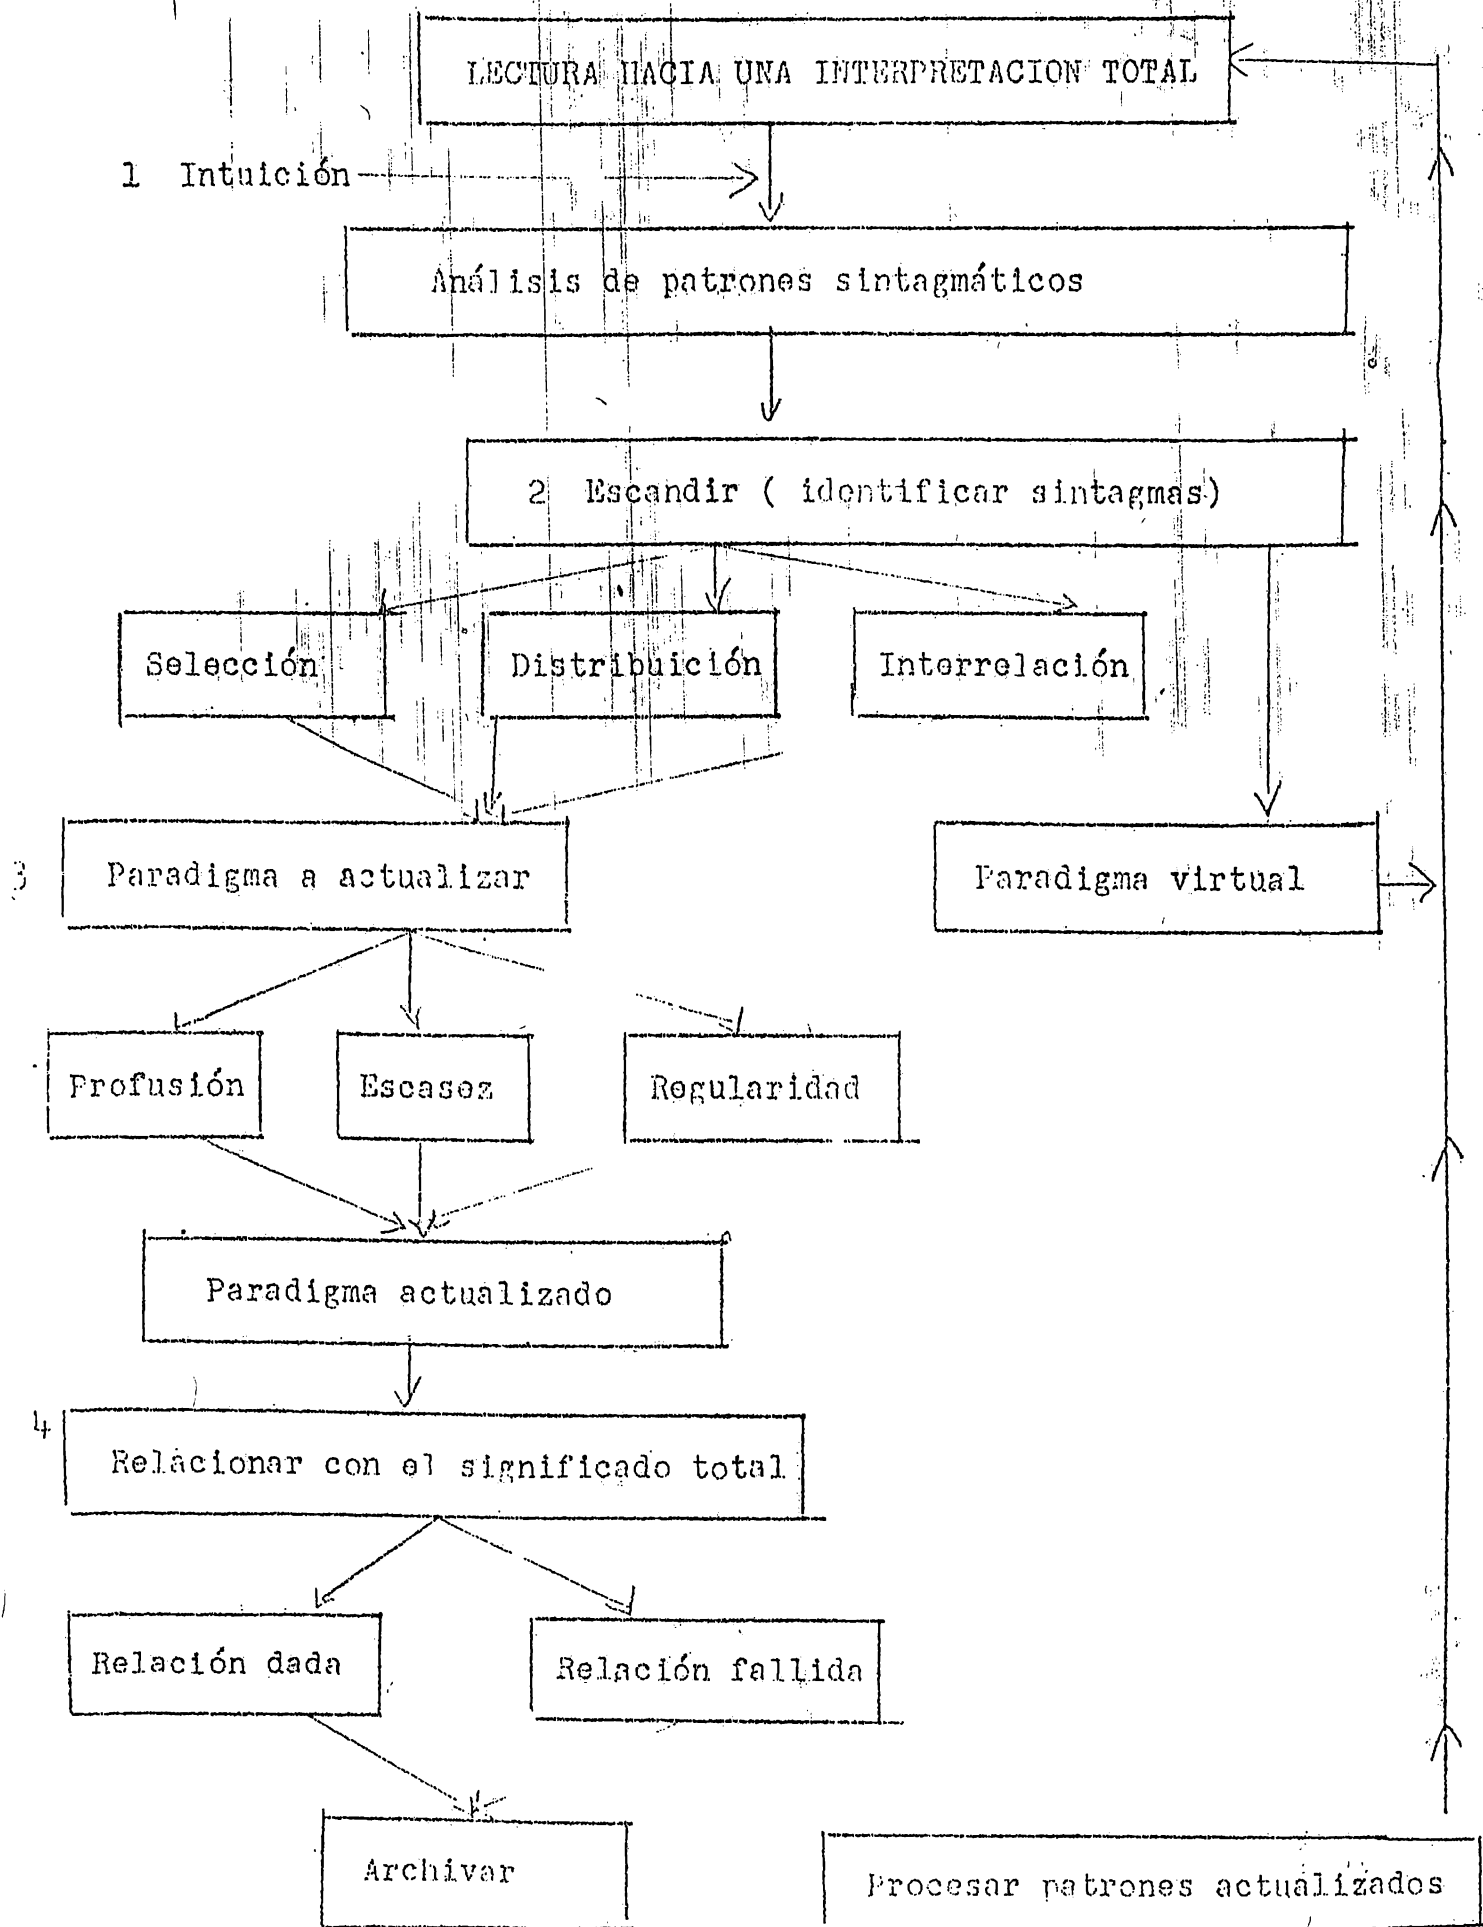 LECTURA HACIA UNA INTERPRETACION TOTAL
1 Intuición
Análisis de patrones sintagmáticos
2 Escandir ( identificar sintagmas)
Selección
Distribuición
Interrelación
3 Paradigma a actualizar
Paradigma virtual
Profusión
Escasez
Regularidad
Paradigma actualizado
4 Relacionar con el significado total
Relación dada
Relación fallida
Archivar
Procesar patrones actualizados